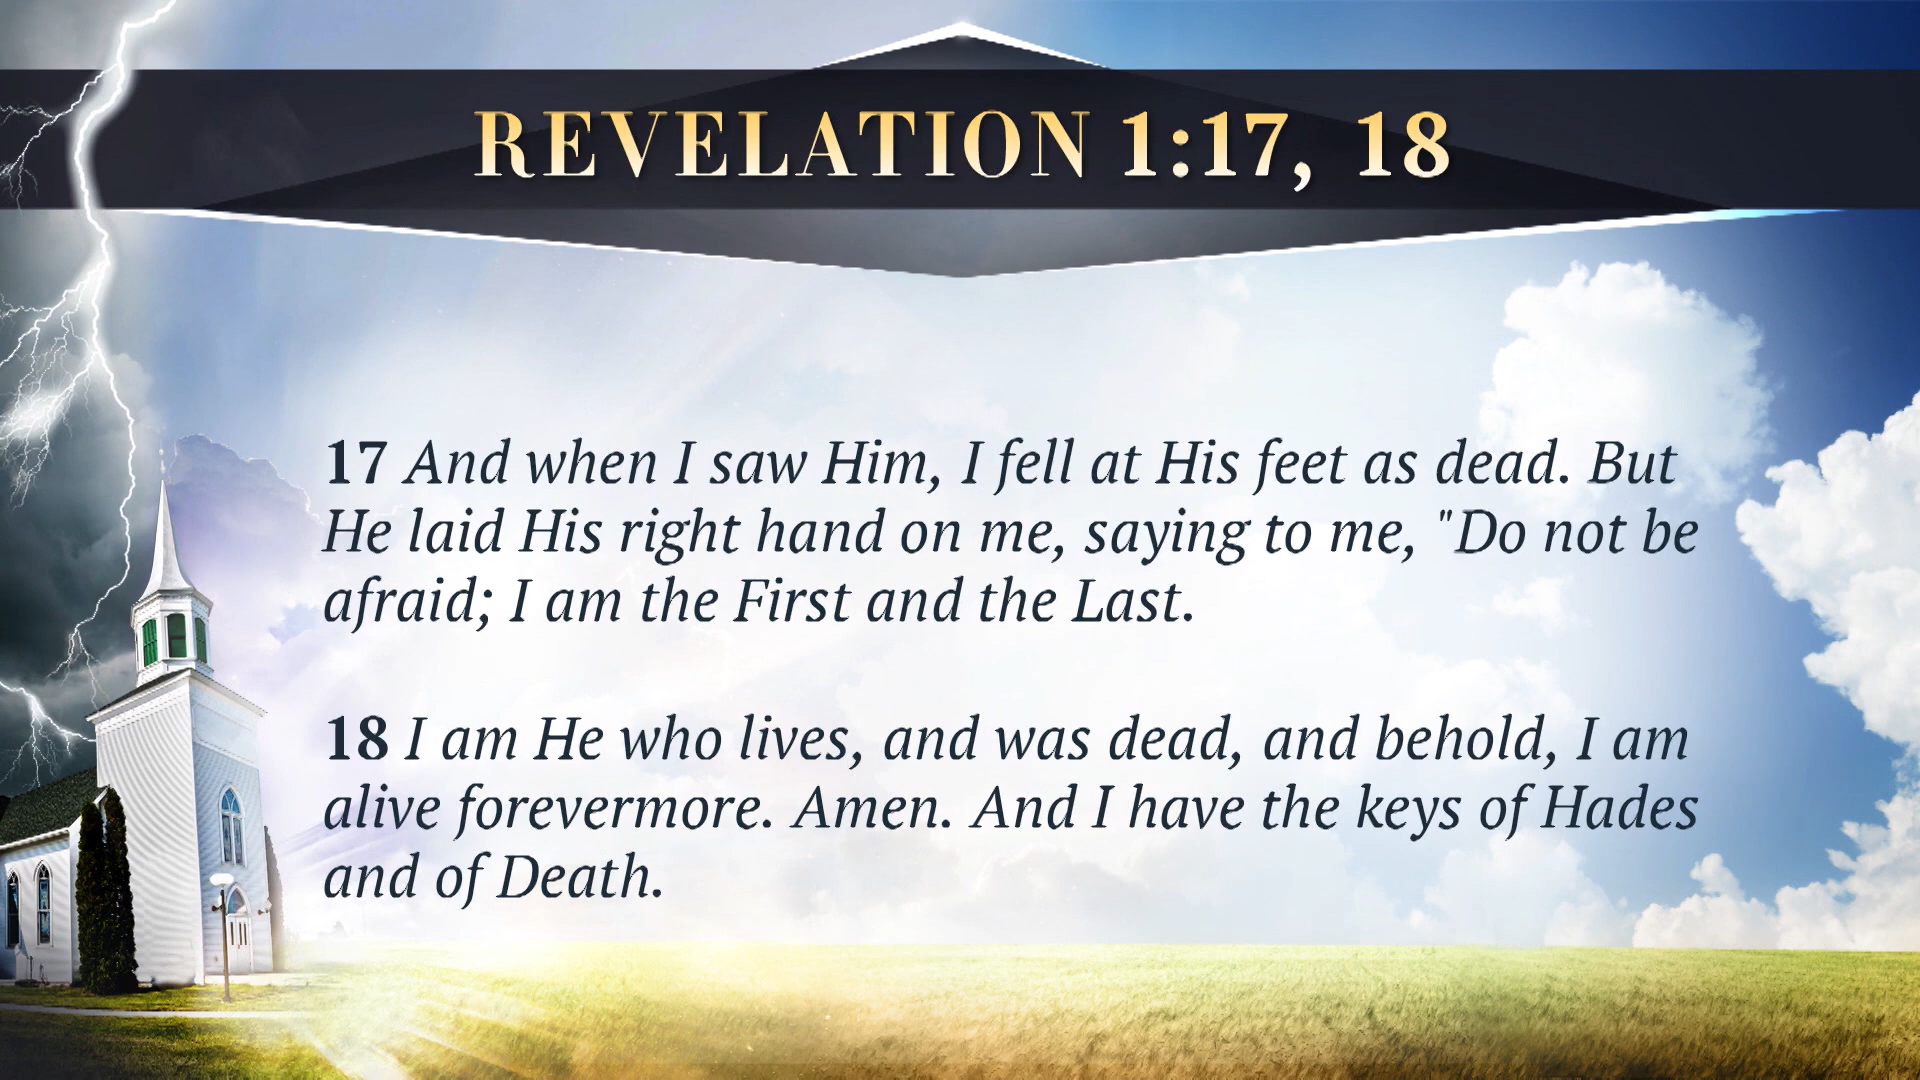 REVELATION 1:17, 18
17 And when I saw Him, I fell at His feet as dead. But
He laid His right hand on me, saying to me, "Do not be
afraid; I am the First and the Last.
18 I am He who lives, and was dead, and behold, I am
alive forevermore. Amen. And I have the keys of Hades
and of Death.